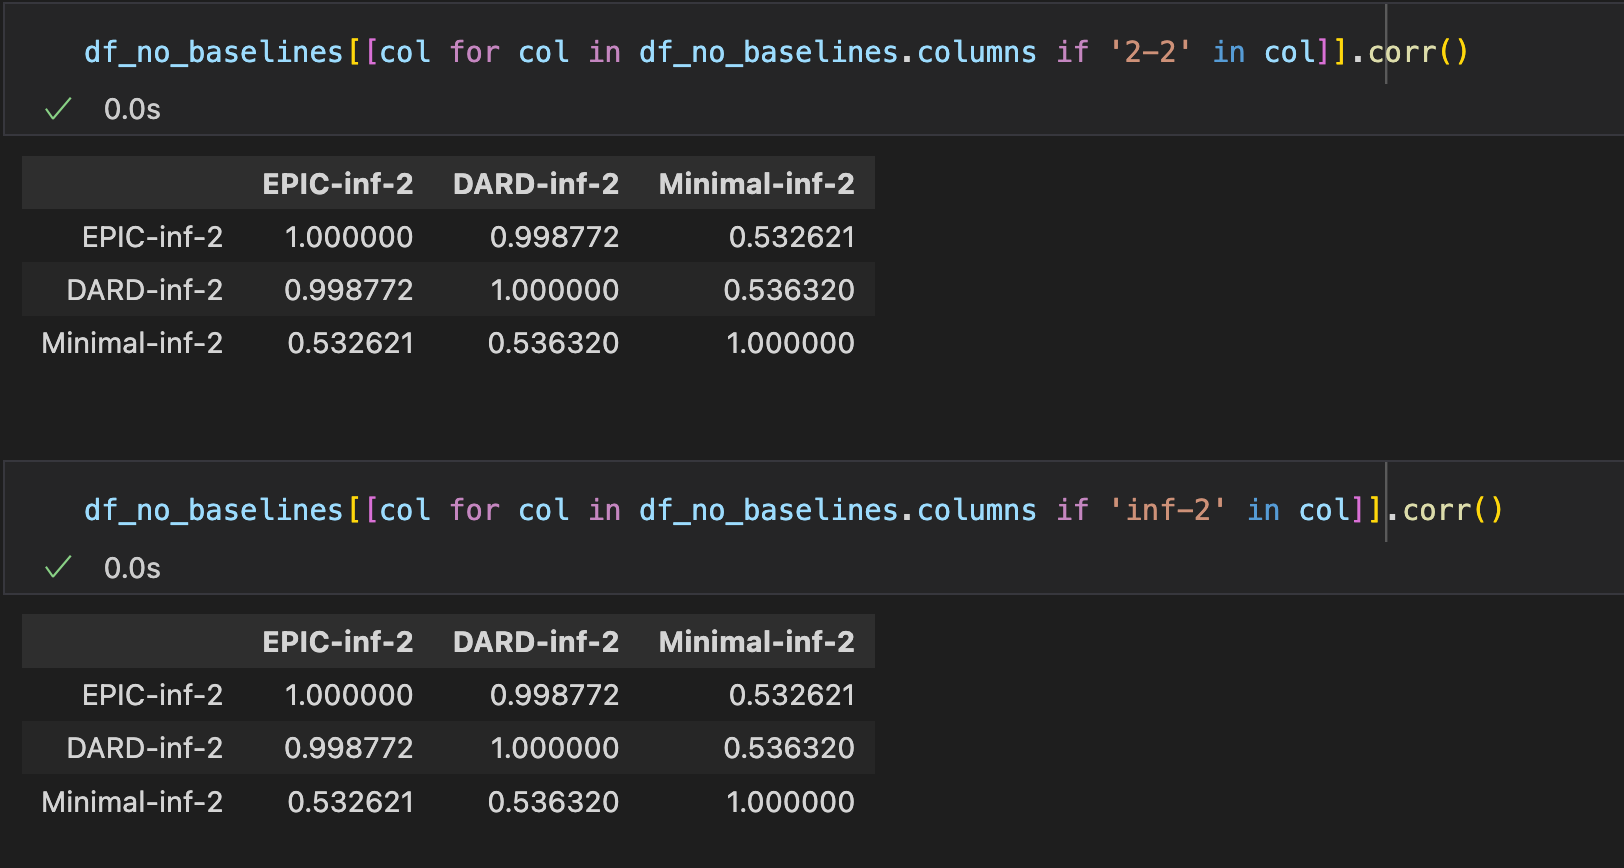 df_no_baselines[[col for col in df_no_baselines.columns if '2-2' in col]].corr()
0.0s
EPIC-inf-2 DARD-inf-2 Minimal-inf-2
EPIC-inf-2 1.000000 0.998772 0.532621
DARD-inf-2 0.998772 1.000000 0.536320
Minimal-inf-2 0.532621 0.536320 1.000000
df_no_baselines[[col for col in df_no_baselines.columns if 'inf-2' in col]].corr()
0.0s
EPIC-inf-2 DARD-inf-2 Minimal-inf-2
EPIC-inf-2 1.000000 0.998772 0.532621
DARD-inf-2 0.998772 1.000000 0.536320
Minimal-inf-2 0.532621 0.536320 1.000000